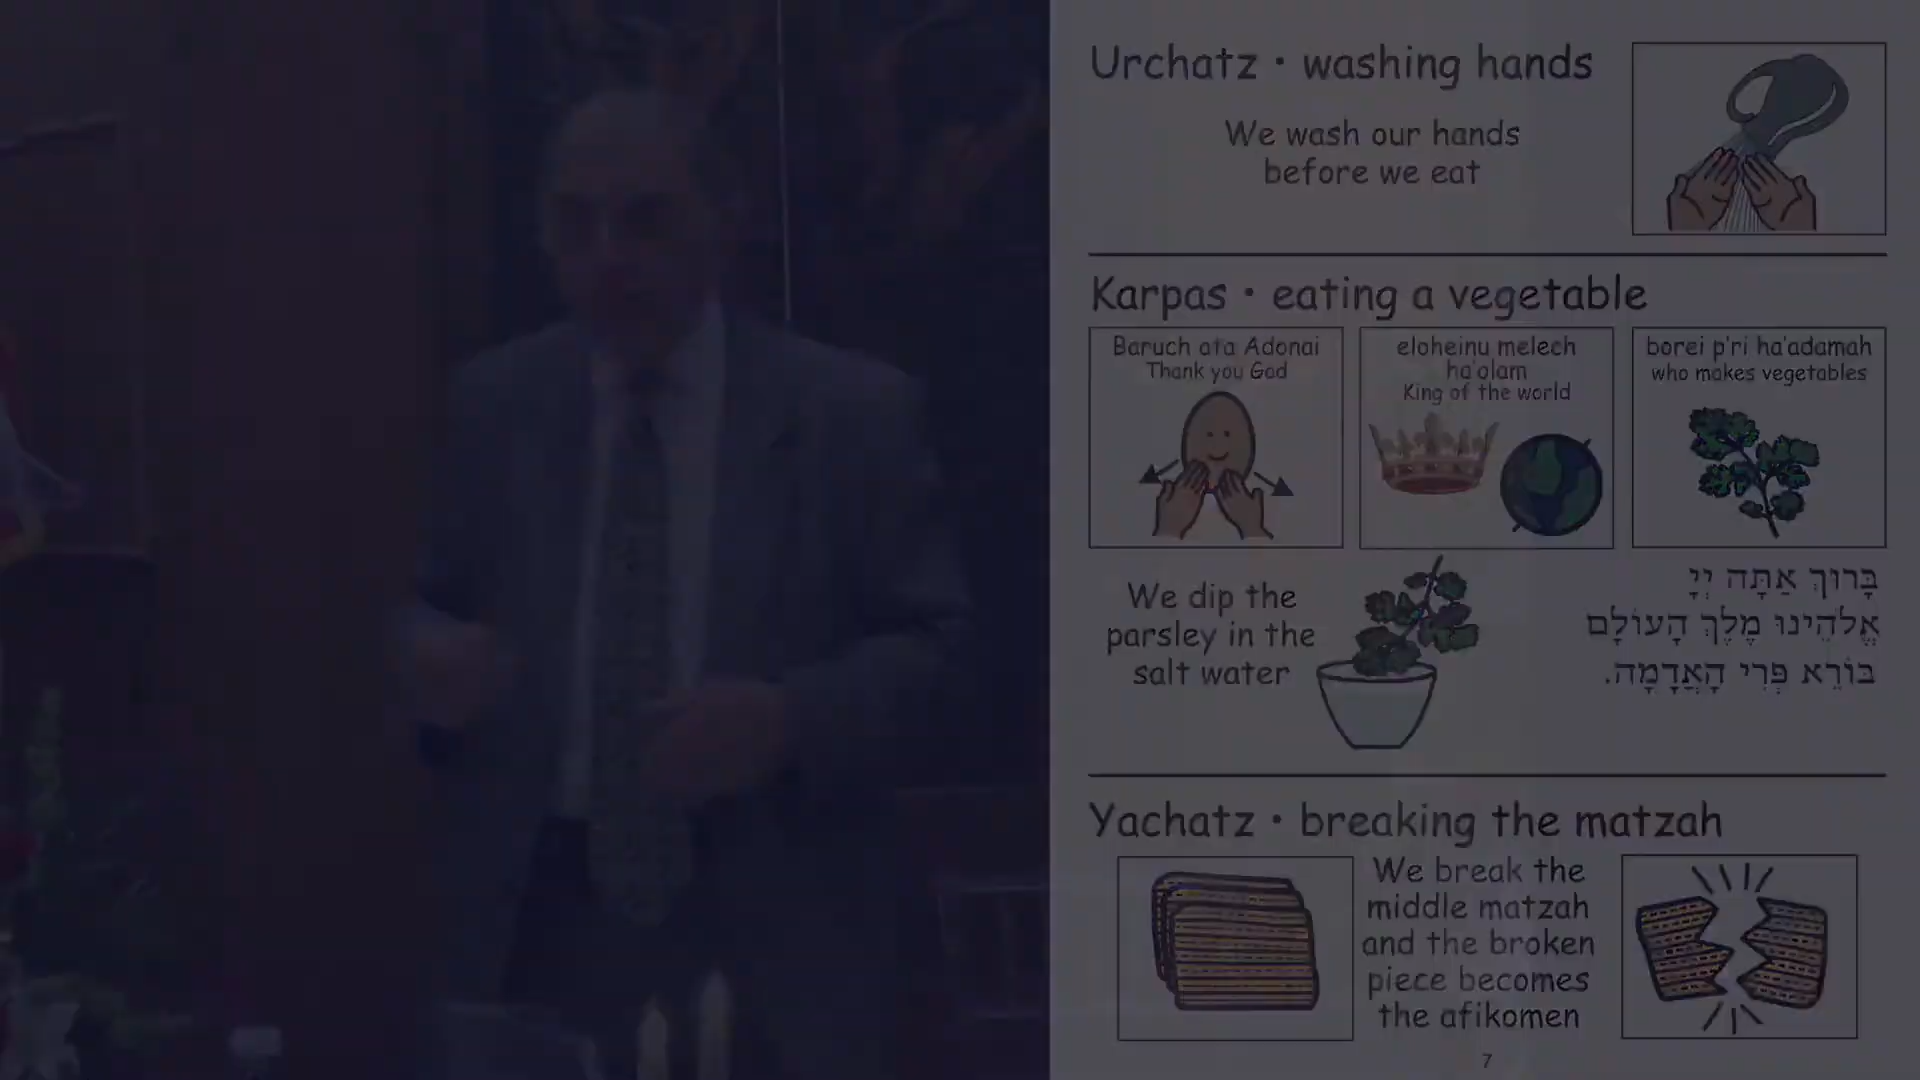 Urchatz • washing hands
We wash our hands
before we eat
Karpas • eating a vegetable
Baruch ata Adonai
Thank you God
eloheinu melech
ha'olam
King of the world
borei p'ri ha'adamah
who makes vegetables
We dip the
parsley in the
salt water
בָּרוּךְ אַתָּה יְיָ
אֱלֹהֵינוּ מֶלֶךְ הָעוֹלָם
בּוֹרֵא פְּרִי הָאֲדָמָה.
Yachatz • breaking the matzah
We break the
middle matzah
and the broken
piece becomes
the afikomen
7